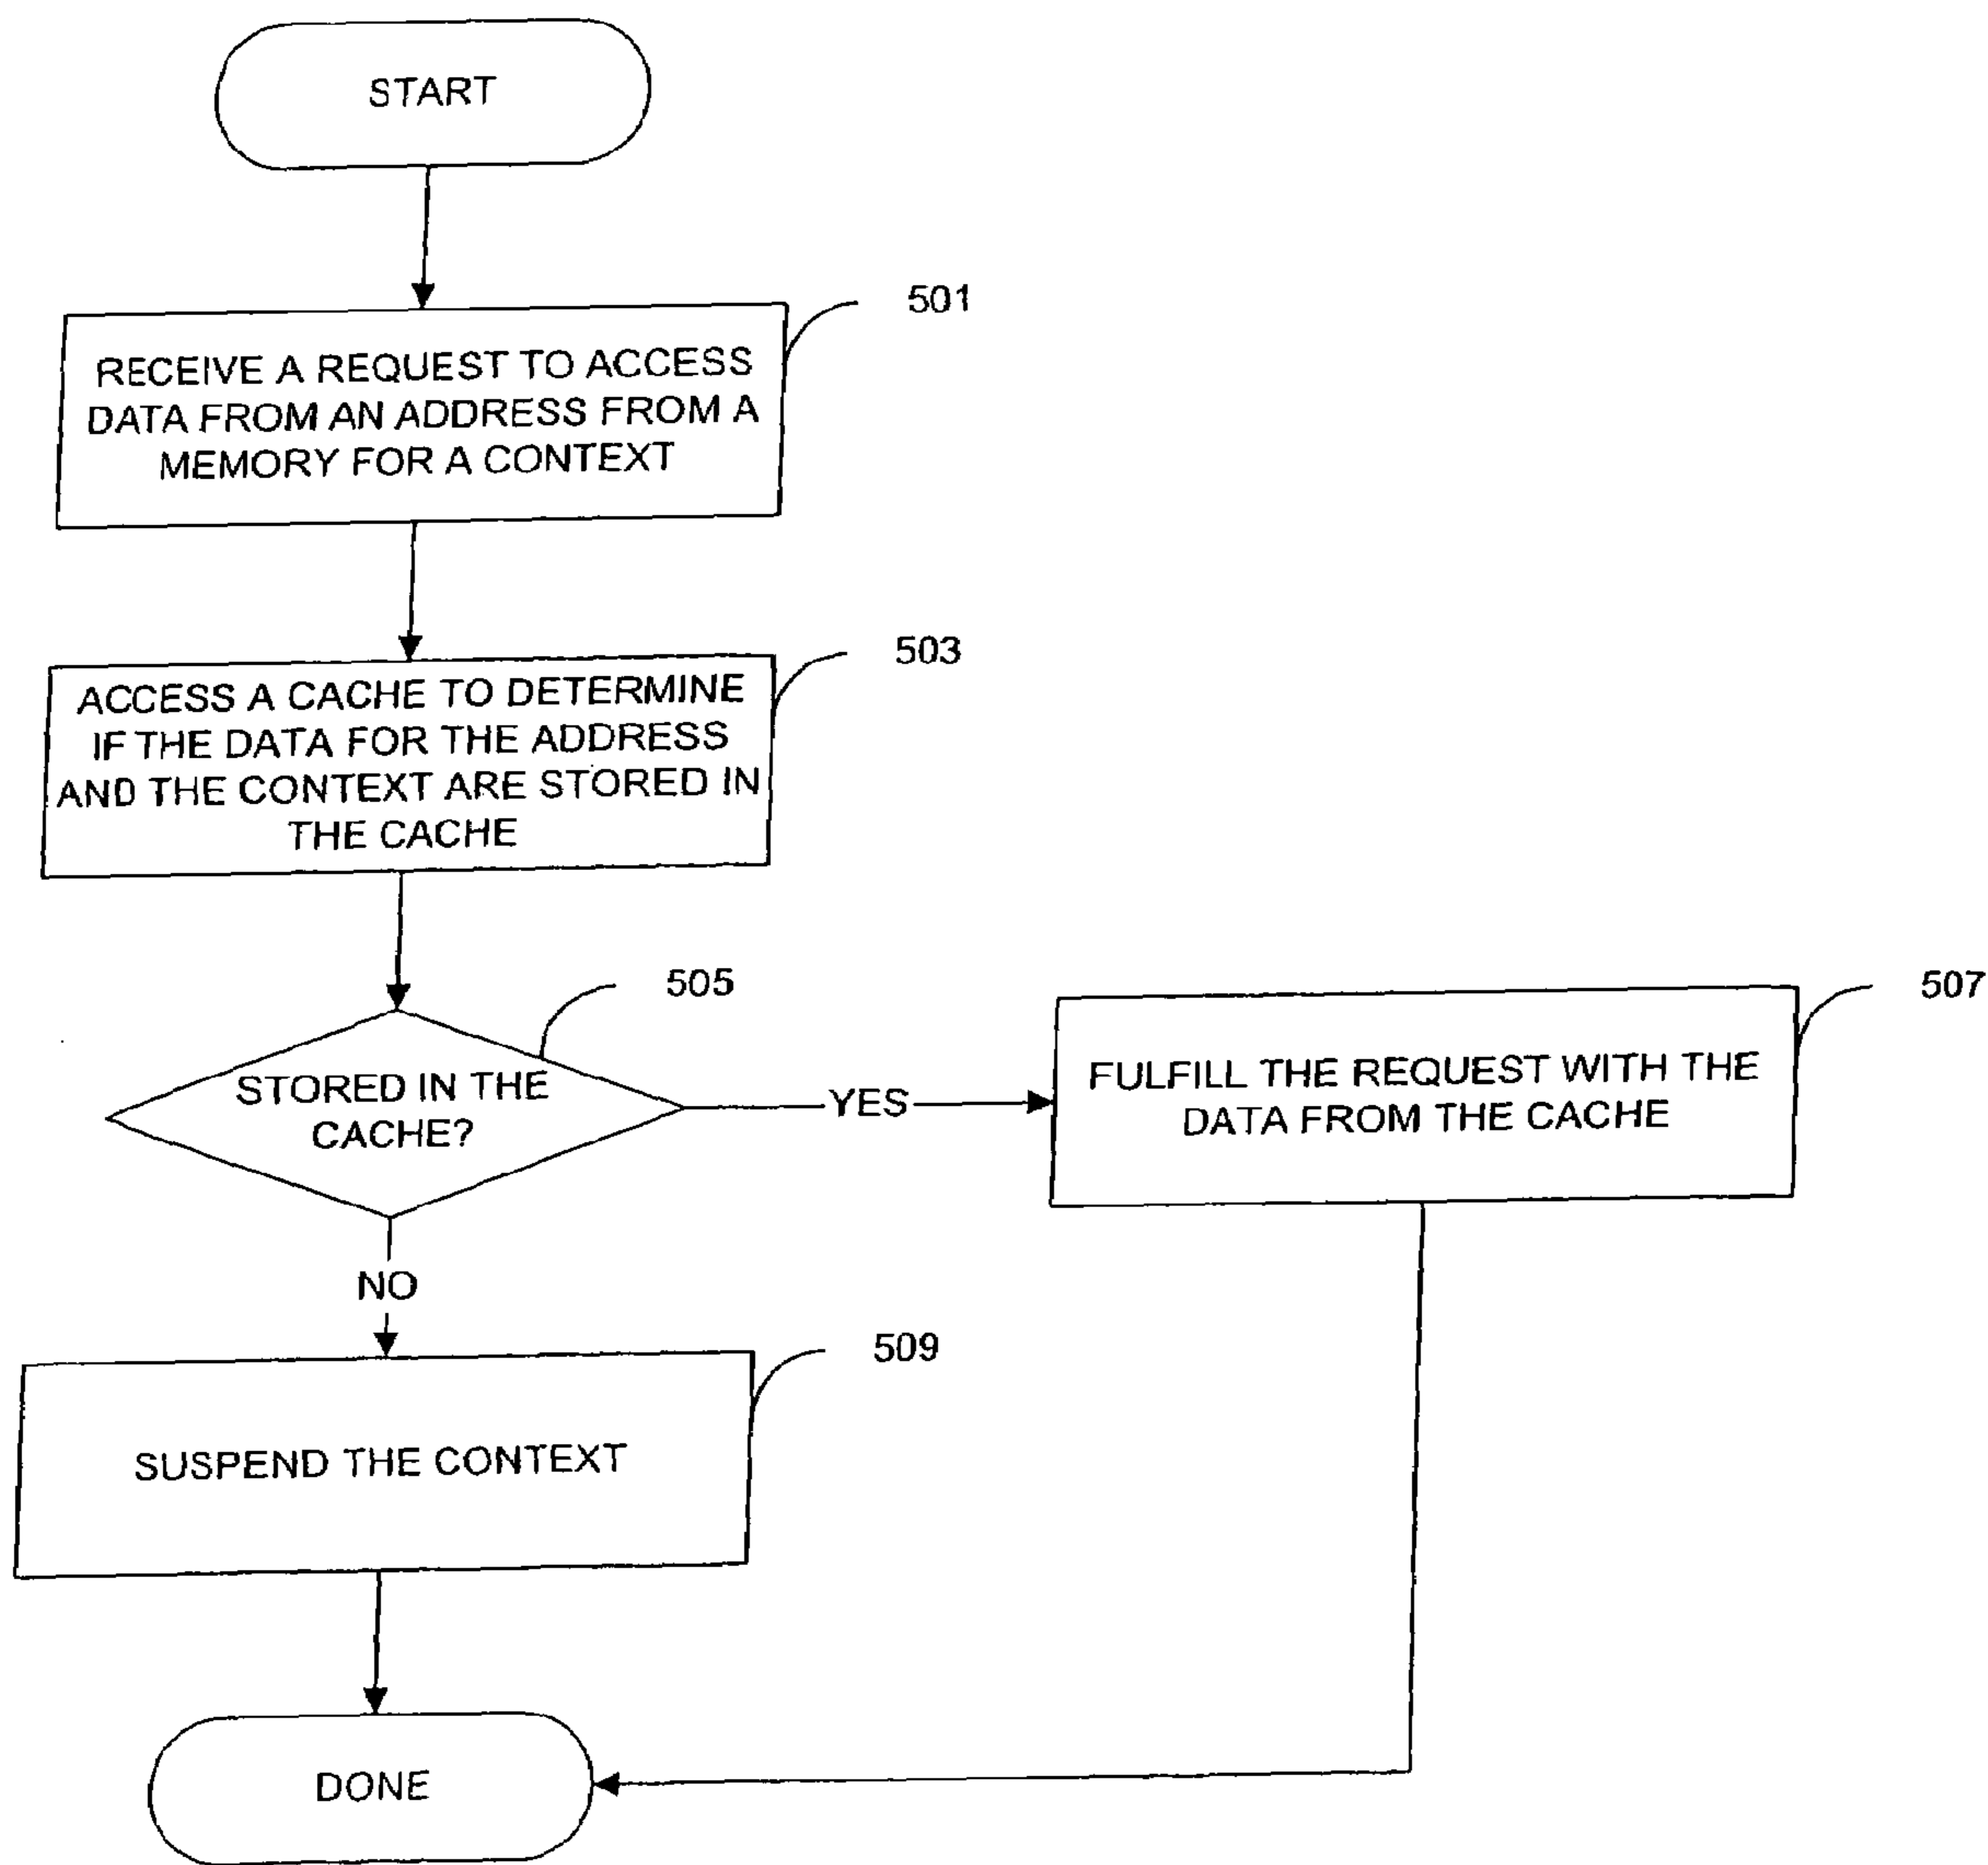 START
501
RECEIVE A REQUEST TO ACCESS
DATA FROM AN ADDRESS FROM A
MEMORY FOR A CONTEXT
503
ACCESS A CACHE TO DETERMINE
IF THE DATA FOR THE ADDRESS
AND THE CONTEXT ARE STORED IN
THE CACHE
505
STORED IN THE
CACHE?
YES
507
FULFILL THE REQUEST WITH THE
DATA FROM THE CACHE
NO
509
SUSPEND THE CONTEXT
DONE